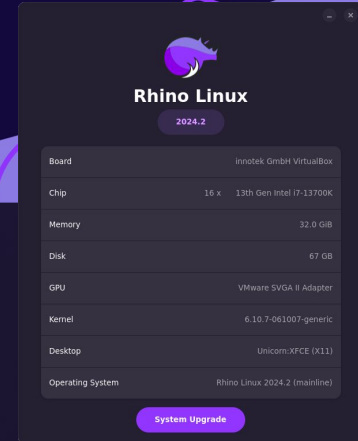 Rhino Linux
2024.2
Board innotek GmbH VirtualBox
Chip 16 x 13th Gen Intel i7-13700K
Memory 32.0 GiB
Disk 67 GB
GPU VMware SVGA II Adapter
Kernel 6.10.7-061007-generic
Desktop Unicorn:XFCE (X11)
Operating System Rhino Linux 2024.2 (mainline)
System Upgrade